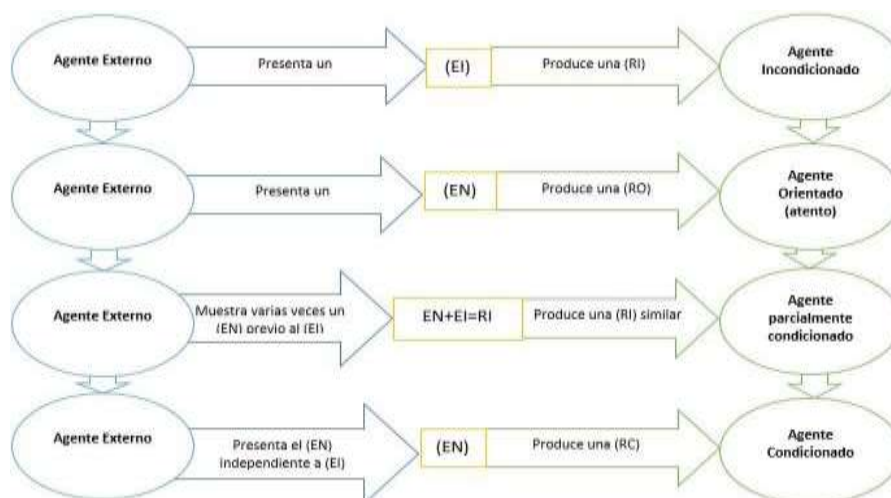 Agente Externo
Presenta un
(EI)
Produce una (RI)
Agente
Incondicionado
Agente Externo
Presenta un
(EN)
Produce una (RO)
Agente
Orientado
(atento)
Agente Externo
Muestra varias veces un
(EN) previo al (EI)
EN+EI=RI
Produce una (RI) similar
Agente
parcialmente
condicionado
Agente Externo
Presenta el (EN)
independiente a (EI)
(EN)
Produce una (RC)
Agente
Condicionado